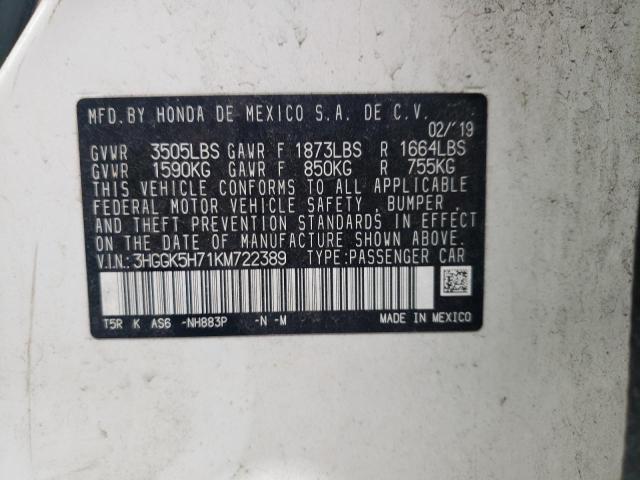 MFD. BY HONDA DE MEXICO S.A. DE C.V.
02/'19
GVWR 3505LBS GAWR F 1873LBS R 1664LBS
GVWR 1590KG GAWR F 850KG R 755KG
THIS VEHICLE CONFORMS TO ALL APPLICABLE
FEDERAL MOTOR VEHICLE SAFETY , BUMPER ,
AND THEFT PREVENTION STANDARDS IN EFFECT
ON THE DATE OF MANUFACTURE SHOWN ABOVE.
V.I.N.: 3HGGK5H71KM722389 TYPE:PASSENGER CAR
T5R K AS6 -NH883P -N -M MADE IN MEXICO